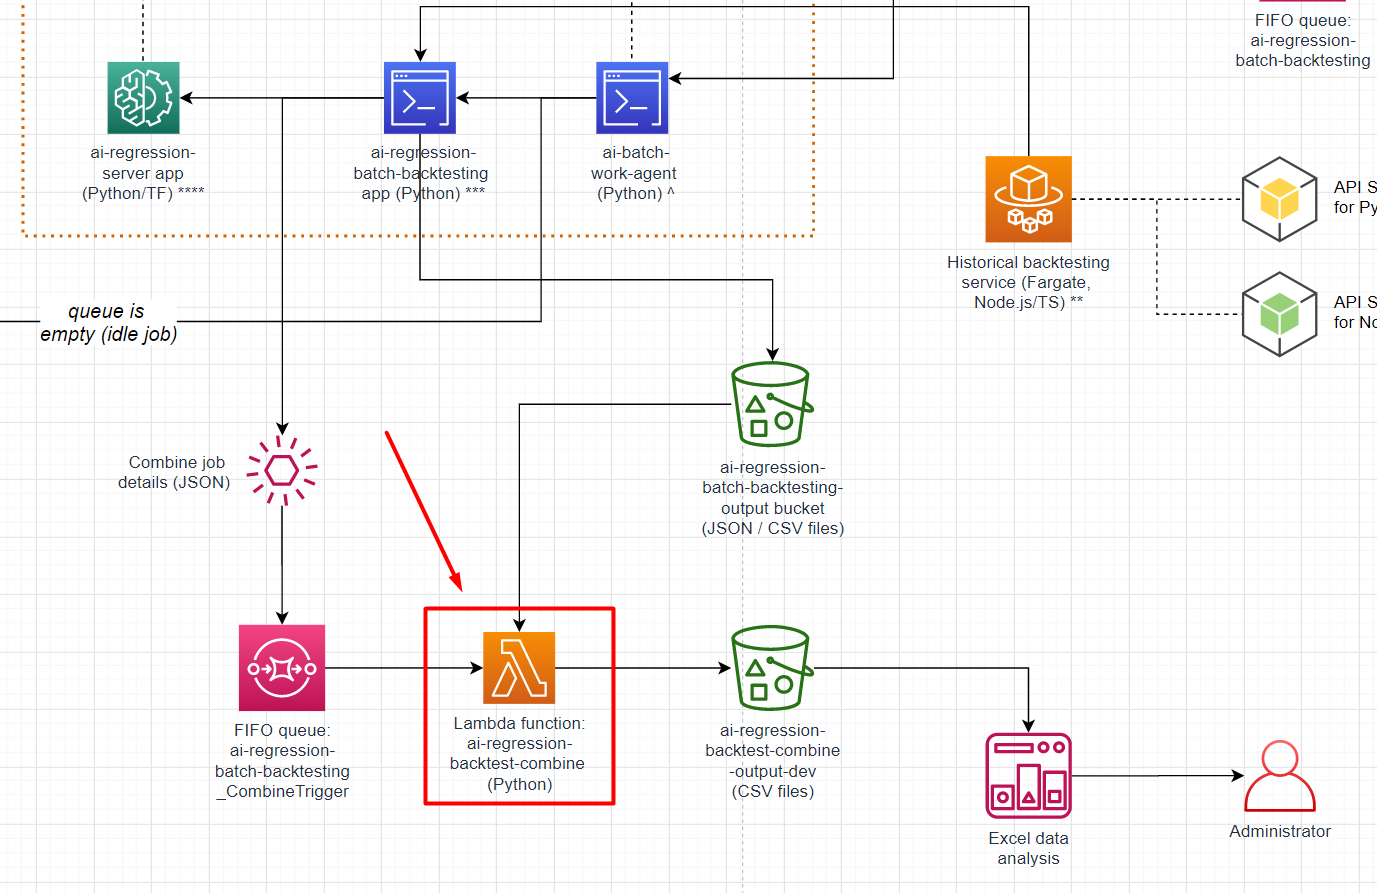 FIFO queue:
ai-regression-
batch-backtesting
ai-regression-
server app
(Python/TF) ****
ai-regression-
batch-backtesting
app (Python) ***
ai-batch-
work-agent
(Python) ^
API S
for Py
Historical backtesting
service (Fargate,
Node.js/TS) **
API S
for No
queue is
empty (idle job)
Combine job
details (JSON)
ai-regression-
batch-backtesting-
output bucket
(JSON / CSV files)
FIFO queue:
ai-regression-
batch-backtesting
_CombineTrigger
Lambda function:
ai-regression-
backtest-combine
(Python)
ai-regression-
backtest-combine
-output-dev
(CSV files)
Excel data
analysis
Administrator